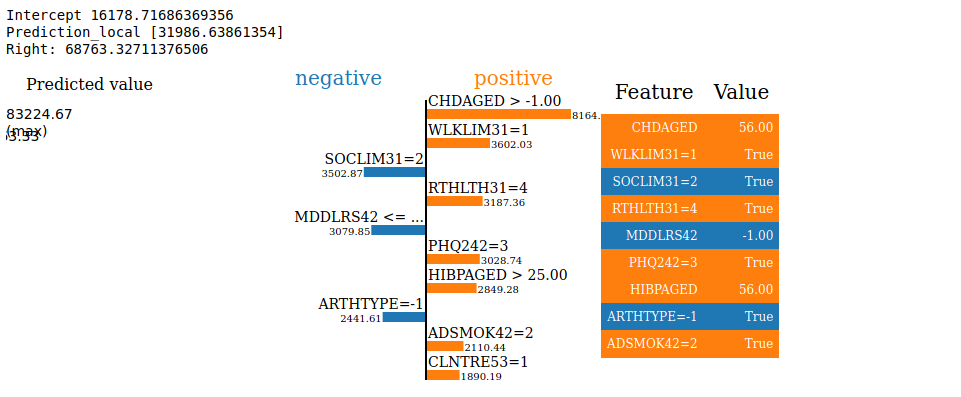 Intercept 16178.71686369356
Prediction_local [31986.63861354]
Right: 68763.32711376506
Predicted value
83224.67
(max)
negative positive
CHDAGED > -1.00
8164.
WLKLIM31=1
3602.03
SOCLIM31=2
3502.87
RTHLTH31=4
3187.36
MDDLRS42 <= ...
3079.85
PHQ242=3
3028.74
HIBPAGED > 25.00
2849.28
ARTHTYPE=-1
2441.61
ADSMOK42=2
2110.44
CLNTRE53=1
1890.19
Feature Value
CHDAGED 56.00
WLKLIM31=1 True
SOCLIM31=2 True
RTHLTH31=4 True
MDDLRS42 -1.00
PHQ242=3 True
HIBPAGED 56.00
ARTHTYPE=-1 True
ADSMOK42=2 True